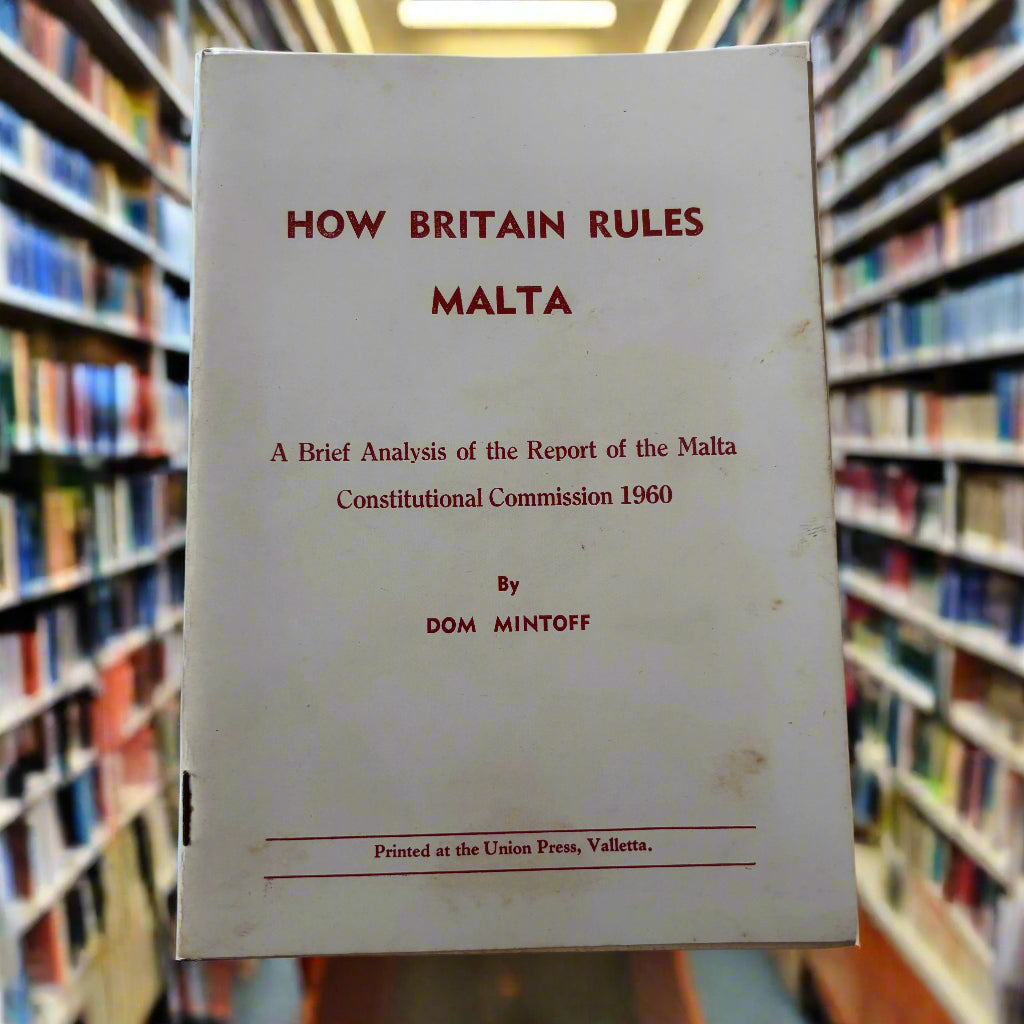 HOW BRITAIN RULES
MALTA
A Brief Analysis of the Report of the Malta
Constitutional Commission 1960
By
DOM MINTOFF
Printed at the Union Press, Valletta.